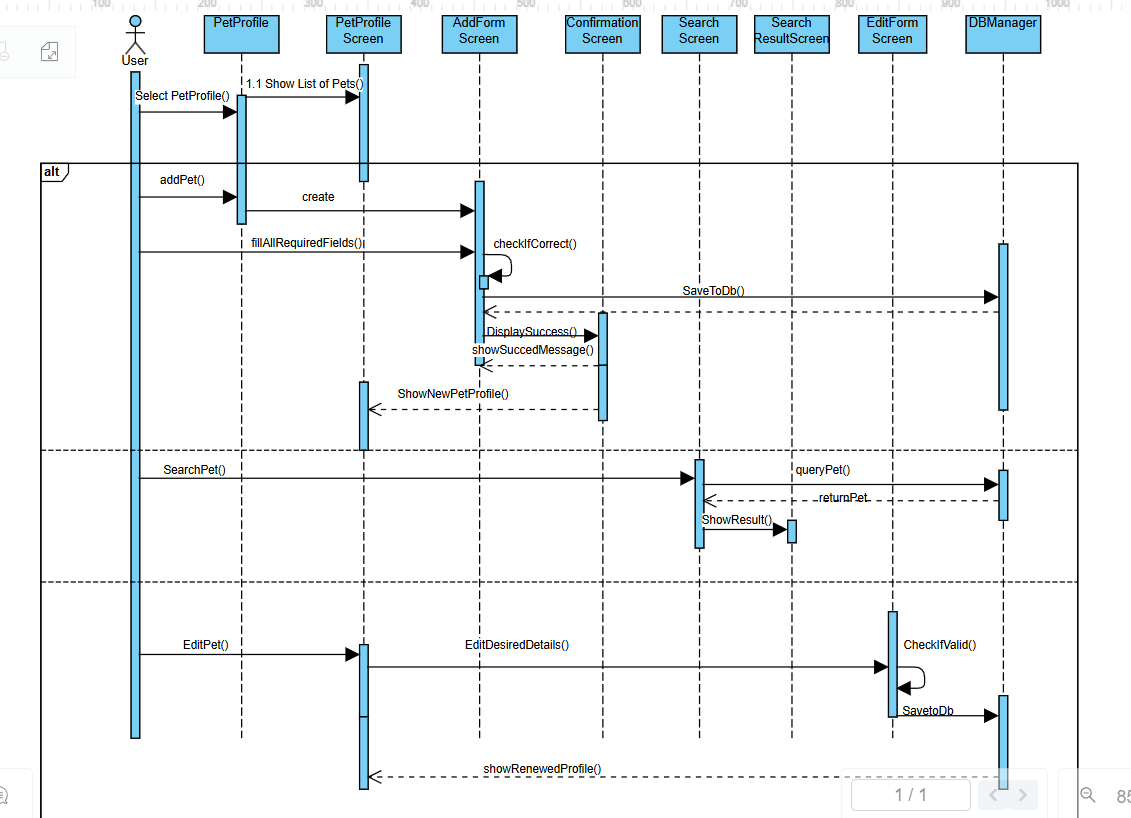 100 200 300 400 500 600 700 800 900 1000
User
PetProfile
PetProfile
Screen
AddForm
Screen
Confirmation
Screen
Search
Screen
Search
ResultScreen
EditForm
Screen
DBManager
1.1 Show List of Pets()
Select PetProfile()
alt
addPet()
create
fillAllRequiredFields()
checkIfCorrect()
SaveToDb()
DisplaySuccess()
showSuccedMessage()
ShowNewPetProfile()
SearchPet()
queryPet()
returnPet
ShowResult()
EditPet()
EditDesiredDetails()
CheckIfValid()
SavetoDb
showRenewedProfile()
1 / 1
85